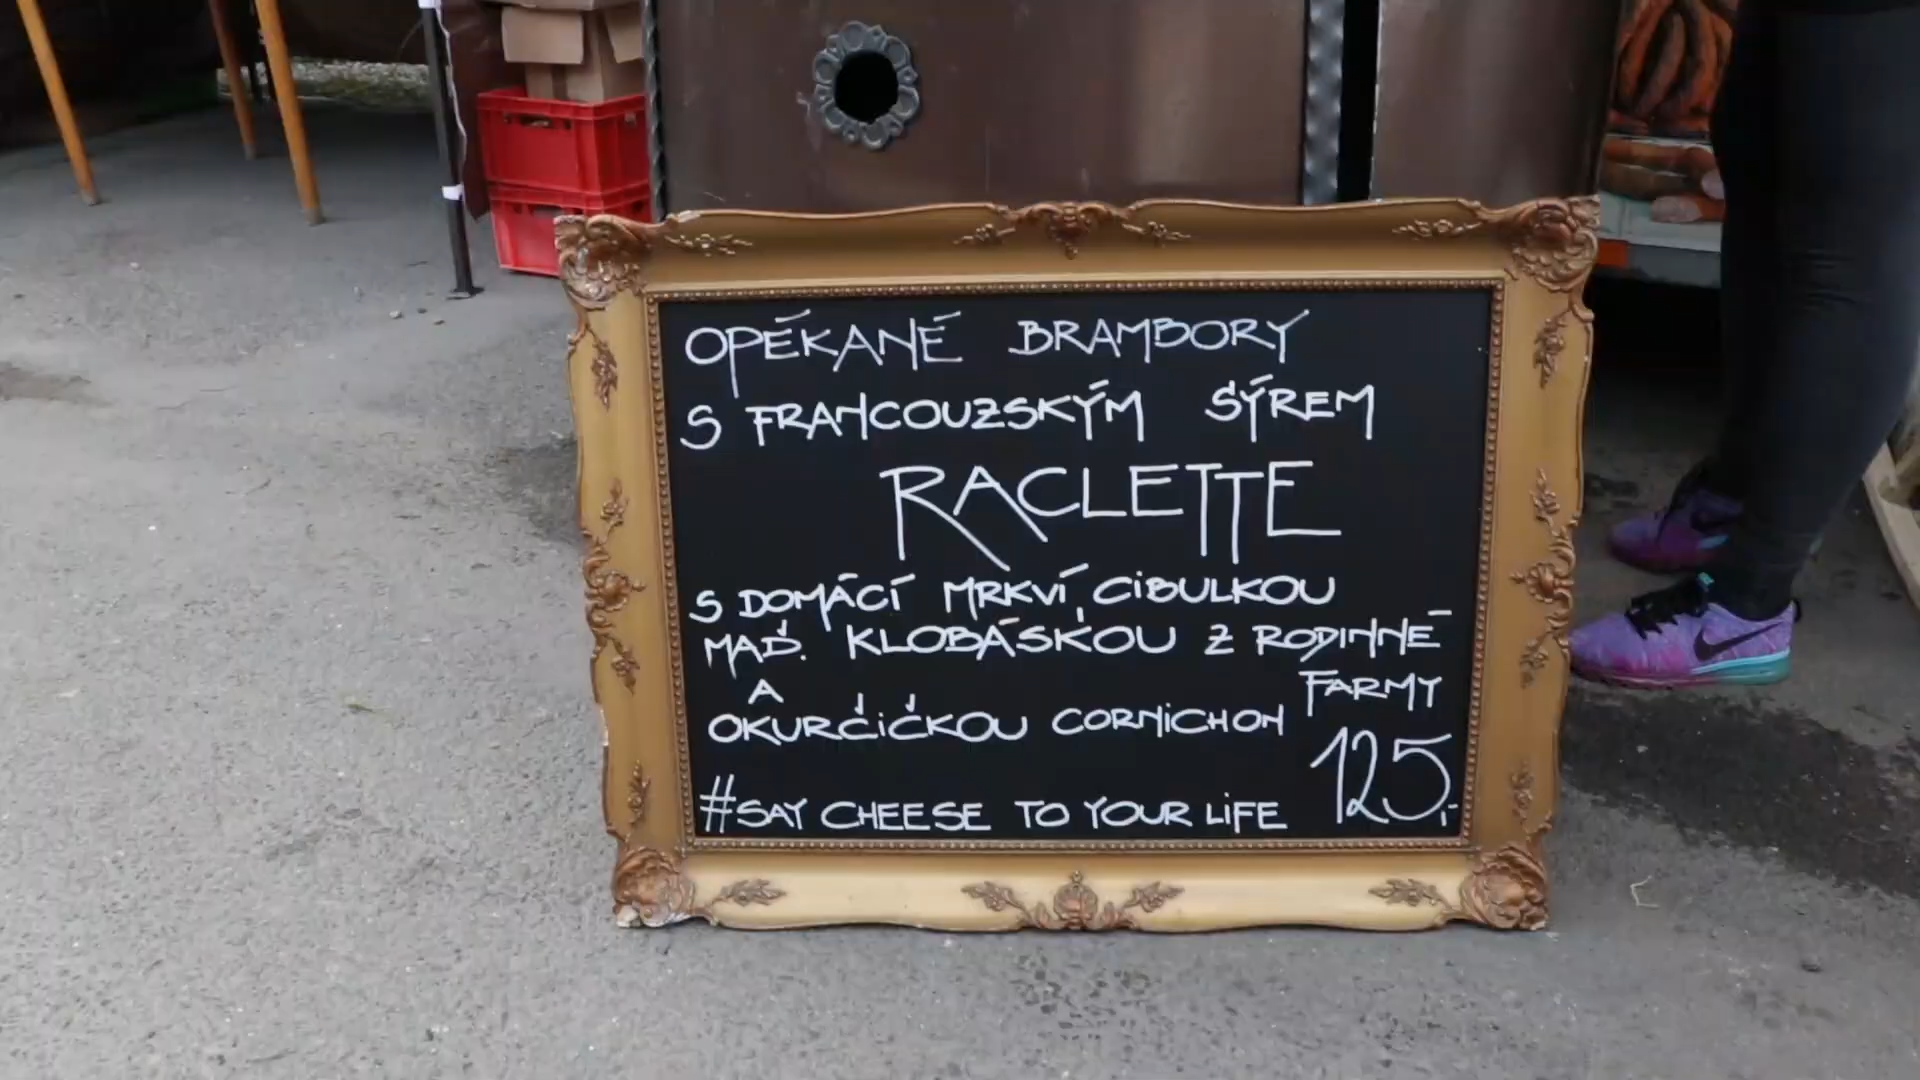 OPÉKANÉ BRAMBORY
S FRANCOUZSKÝM SÝREM
RACLETTE
S DOMÁCÍ MRKVÍ, CIBULKOU
MAĎ. KLOBÁSKOU Z RODINNÉ
A FARMY
OKURČIČKOU CORNICHON
125,-
#SAY CHEESE TO YOUR LIFE